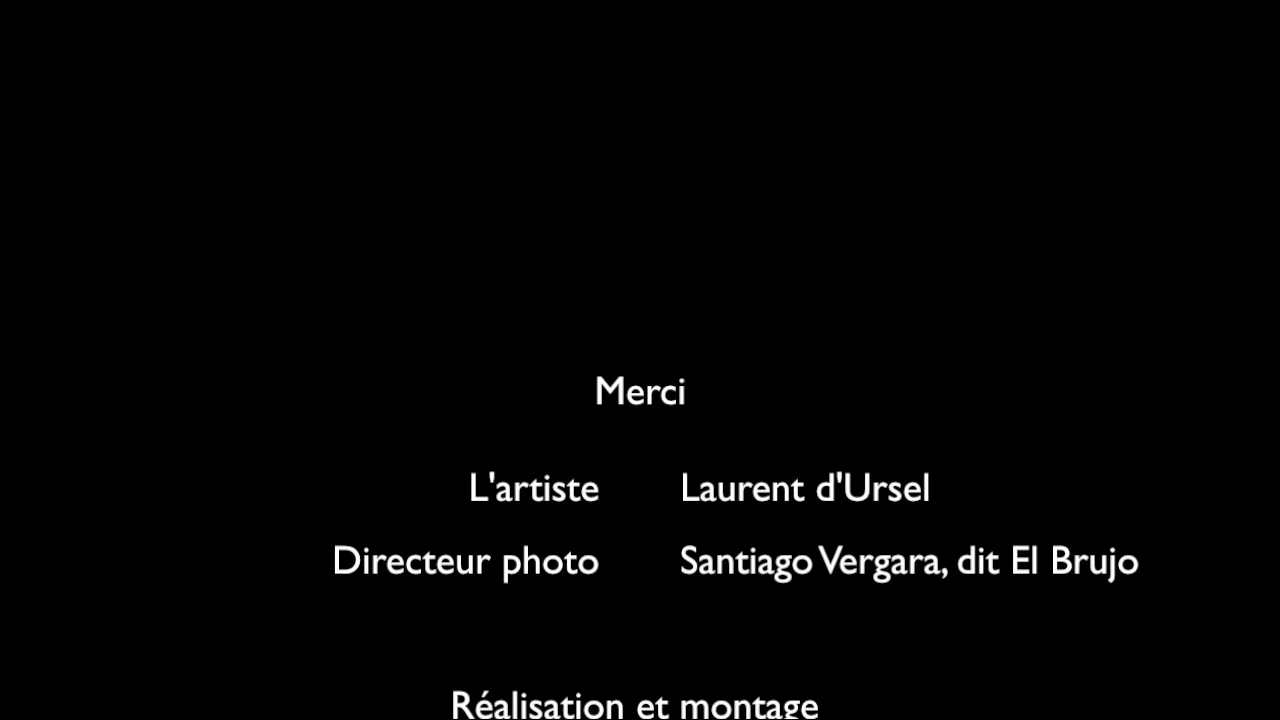 Merci
L'artiste Laurent d'Ursel
Directeur photo Santiago Vergara, dit El Brujo
Réalisation et montage